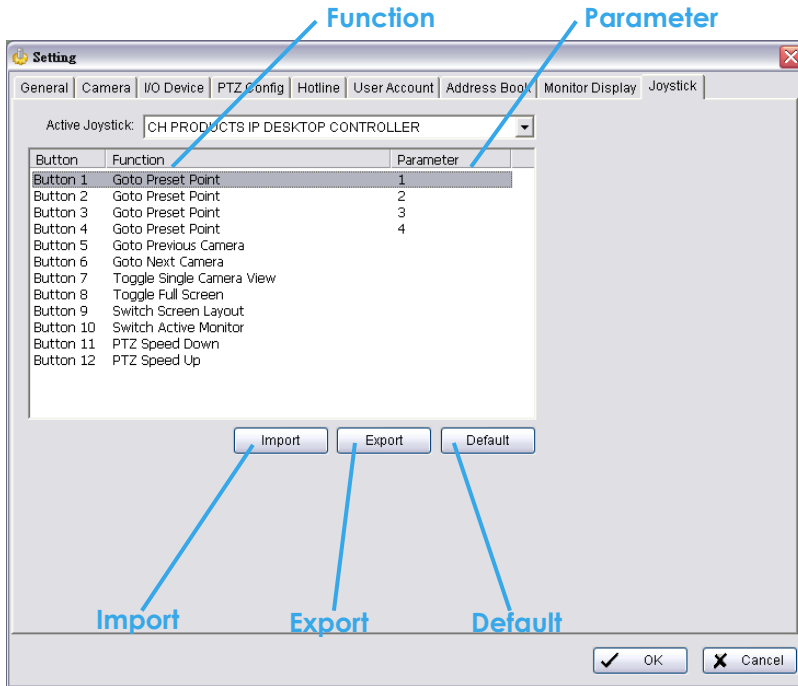 Function Parameter
Setting
General Camera I/O Device PTZ Config Hotline User Account Address Book Monitor Display Joystick
Active Joystick: CH PRODUCTS IP DESKTOP CONTROLLER
Button Function Parameter
Button 1 Goto Preset Point 1
Button 2 Goto Preset Point 2
Button 3 Goto Preset Point 3
Button 4 Goto Preset Point 4
Button 5 Goto Previous Camera
Button 6 Goto Next Camera
Button 7 Toggle Single Camera View
Button 8 Toggle Full Screen
Button 9 Switch Screen Layout
Button 10 Switch Active Monitor
Button 11 PTZ Speed Down
Button 12 PTZ Speed Up
Import Export Default
Import Export Default
OK Cancel